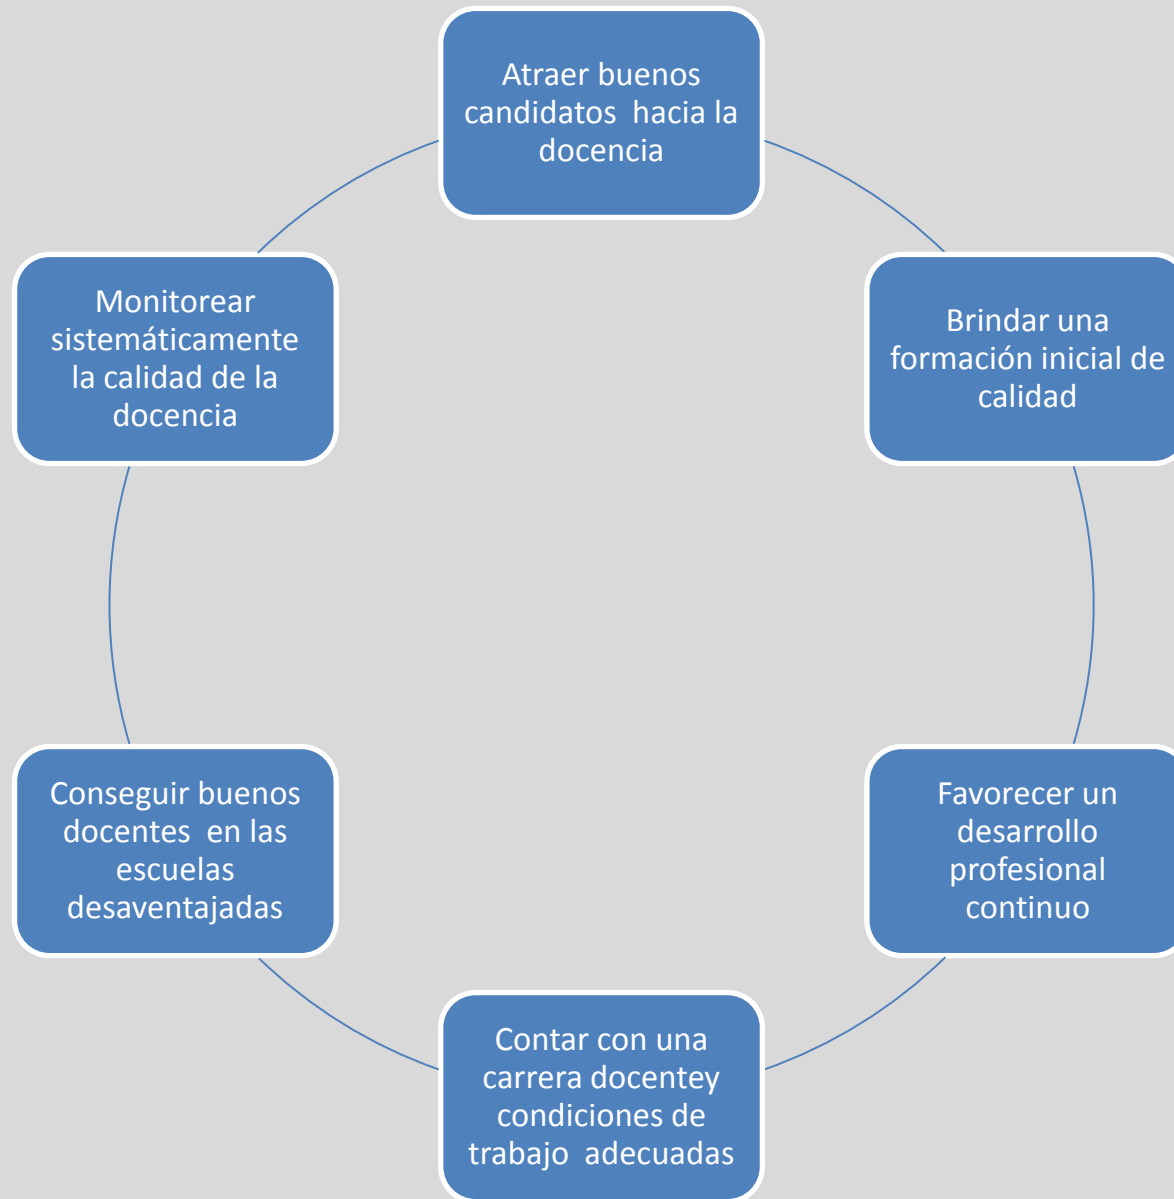 Atraer buenos
candidatos  hacia la
docencia
Brindar una
formación inicial de
calidad
Favorecer un
desarrollo
profesional
continuo
Contar con una
carrera docentey
condiciones de
trabajo  adecuadas
Conseguir buenos
docentes  en las
escuelas
desaventajadas
Monitorear
sistemáticamente
la calidad de la
docencia